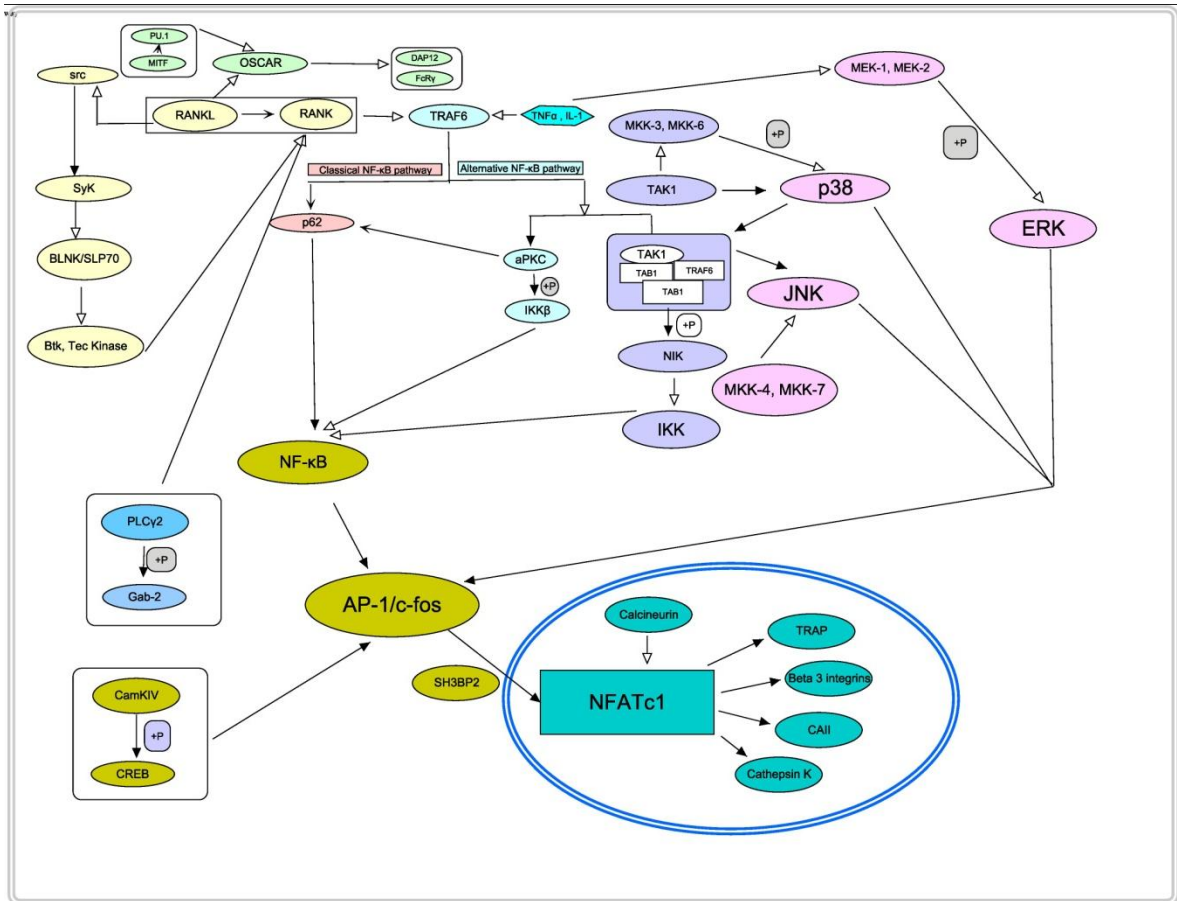 PU.1
MITF
OSCAR
DAP12
FcRγ
src
RANKL
RANK
TRAF6
TNFα , IL-1
MEK-1, MEK-2
MKK-3, MKK-6
+P
+P
Classical NF-κB pathway
Alternative NF-κB pathway
TAK1
p38
SyK
p62
ERK
BLNK/SLP70
aPKC
TAK1
TAB1
TRAF6
TAB1
+P
JNK
IKKβ
+P
Btk, Tec Kinase
NIK
MKK-4, MKK-7
IKK
NF-κB
PLCγ2
+P
Gab-2
AP-1/c-fos
Calcineurin
TRAP
SH3BP2
Beta 3 integrins
NFATc1
CamKIV
+P
CREB
CAII
Cathepsin K